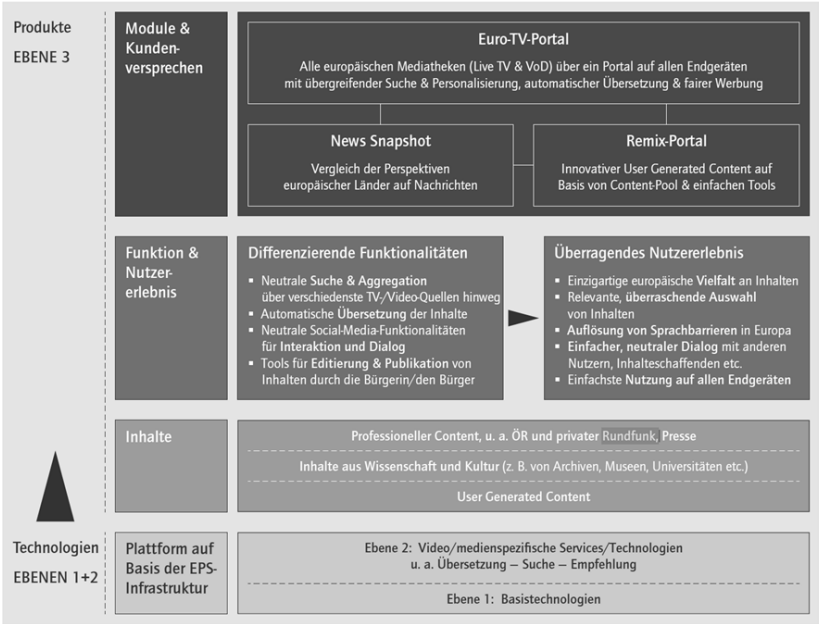 Produkte
EBENE 3
Module &
Kunden-
versprechen
Euro-TV-Portal
Alle europäischen Mediatheken (Live TV & VoD) über ein Portal auf allen Endgeräten
mit übergreifender Suche & Personalisierung, automatischer Übersetzung & fairer Werbung
News Snapshot
Vergleich der Perspektiven
europäischer Länder auf Nachrichten
Remix-Portal
Innovativer User Generated Content auf
Basis von Content-Pool & einfachen Tools
Funktion &
Nutzer-
erlebnis
Differenzierende Funktionalitäten
▪ Neutrale Suche & Aggregation
über verschiedenste TV-/Video-Quellen hinweg
▪ Automatische Übersetzung der Inhalte
▪ Neutrale Social-Media-Funktionalitäten
für Interaktion und Dialog
▪ Tools für Editierung & Publikation von
Inhalten durch die Bürgerin/den Bürger
Überragendes Nutzererlebnis
▪ Einzigartige europäische Vielfalt an Inhalten
▪ Relevante, überraschende Auswahl
von Inhalten
▪ Auflösung von Sprachbarrieren in Europa
▪ Einfacher, neutraler Dialog mit anderen
Nutzern, Inhalteschaffenden etc.
▪ Einfachste Nutzung auf allen Endgeräten
Inhalte
Professioneller Content, u. a. ÖR und privater Rundfunk, Presse
Inhalte aus Wissenschaft und Kultur (z. B. von Archiven, Museen, Universitäten etc.)
User Generated Content
Technologien
EBENEN 1+2
Plattform auf
Basis der EPS-
Infrastruktur
Ebene 2: Video/medienspezifische Services/Technologien
u. a. Übersetzung – Suche – Empfehlung
Ebene 1: Basistechnologien